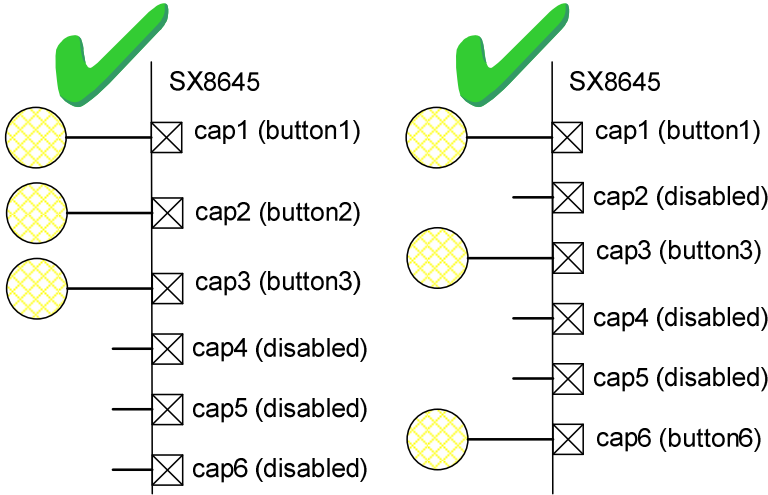 SX8645
cap1 (button1)
cap2 (button2)
cap3 (button3)
cap4 (disabled)
cap5 (disabled)
cap6 (disabled)
SX8645
cap1 (button1)
cap2 (disabled)
cap3 (button3)
cap4 (disabled)
cap5 (disabled)
cap6 (button6)